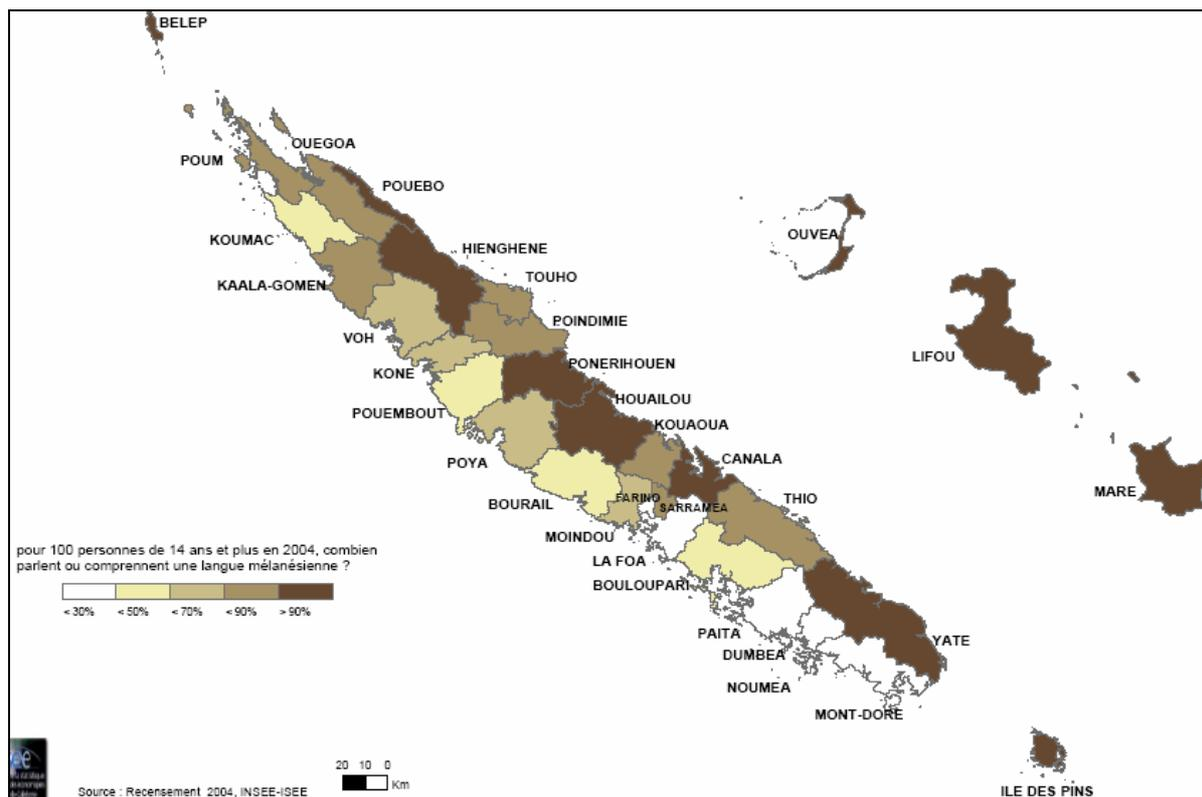 BELEP
OUEGOA
POUM
POUEBO
OUVEA
KOUMAC
HIENGHENE
KAALA-GOMEN
TOUHO
POINDIMIE
VOH
LIFOU
KONE
PONERIHOUEN
HOUAILOU
POUEMBOUT
KOUAOUA
CANALA
POYA
MARE
FARINO
THIO
BOURAIL
SARRAMEA
MOINDOU
pour 100 personnes de 14 ans et plus en 2004, combien
parlent ou comprennent une langue mélanésienne ?
LA FOA
BOULOUPARI
<30% <50% <70% <90% >90%
PAITA
YATE
DUMBEA
NOUMEA
MONT-DORE
20 10 0
Km
Source : Recensement 2004, INSEE-ISEE
ILE DES PINS